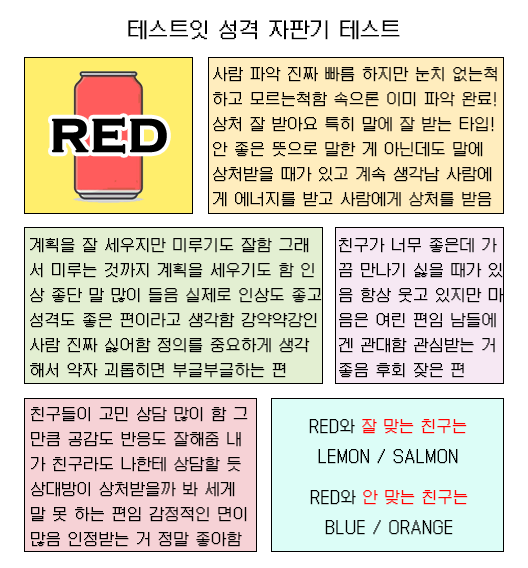 테스트잇 성격 자판기 테스트
RED
사람 파악 진짜 빠름 하지만 눈치 없는척
하고 모르는척함 속으론 이미 파악 완료!
상처 잘 받아요 특히 말에 잘 받는 타입!
안 좋은 뜻으로 말한 게 아닌데도 말에
상처받을 때가 있고 계속 생각남 사람에
게 에너지를 받고 사람에게 상처를 받음
계획을 잘 세우지만 미루기도 잘함 그래
서 미루는 것까지 계획을 세우기도 함 인
상 좋단 말 많이 들음 실제로 인상도 좋고
성격도 좋은 편이라고 생각함 강약약강인
사람 진짜 싫어함 정의를 중요하게 생각
해서 약자 괴롭히면 부글부글하는 편
친구가 너무 좋은데 가
끔 만나기 싫을 때가 있
음 항상 웃고 있지만 마
음은 여린 편임 남들에
겐 관대함 관심받는 거
좋음 후회 잦은 편
친구들이 고민 상담 많이 함 그
만큼 공감도 반응도 잘해줌 내
가 친구라도 나한테 상담할 듯
상대방이 상처받을까 봐 세게
말 못 하는 편임 감정적인 면이
많음 인정받는 거 정말 좋아함
RED와 잘 맞는 친구는
LEMON / SALMON
RED와 안 맞는 친구는
BLUE / ORANGE